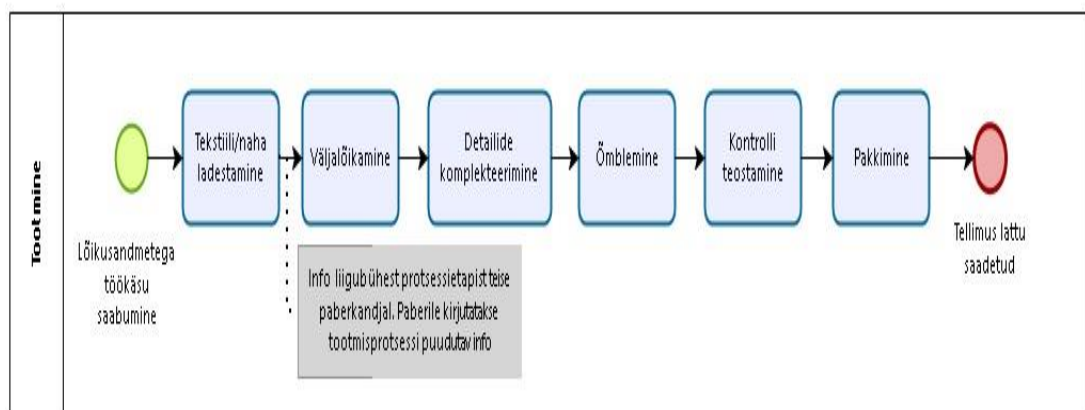 Tootmine
Lõikusandmetega
töökäsu
saabumine
Tekstiili/naha
ladestamine
Väljalõikamine
Detailide
komplekteerimine
Õmblemine
Kontrolli
teostamine
Pakkimine
Tellimus lattu
saadetud
Info liigub ühest protsessietapist teise
paberkandjal. Paberile kirjutatakse
tootmisprotsessi puudutav info